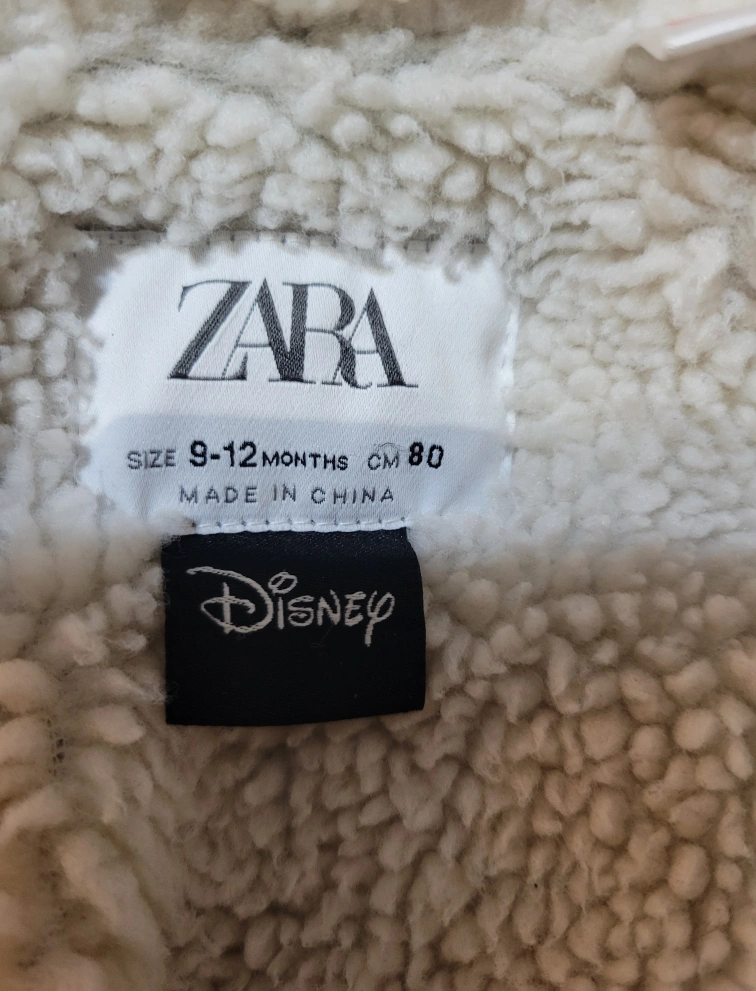 ZARA
SIZE 9-12 MONTHS CM 80
MADE IN CHINA
Disney